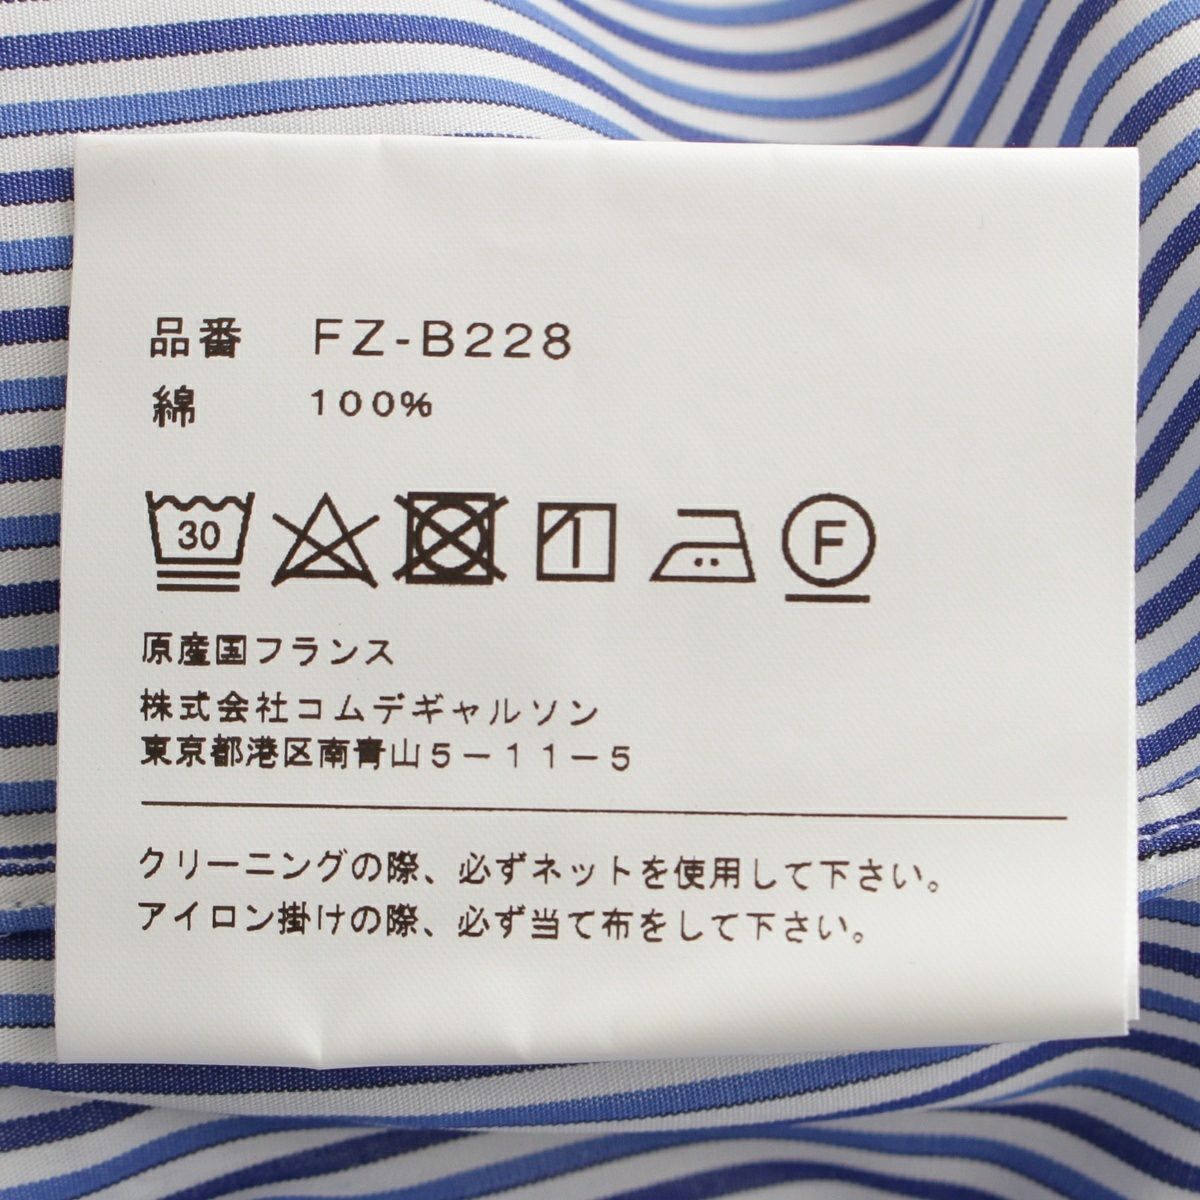 品番 FZ-B228
綿 100%
30 F
原産国フランス
株式会社コムデギャルソン
東京都港区南青山5-11-5
クリーニングの際、必ずネットを使用して下さい。
アイロン掛けの際、必ず当て布をして下さい。